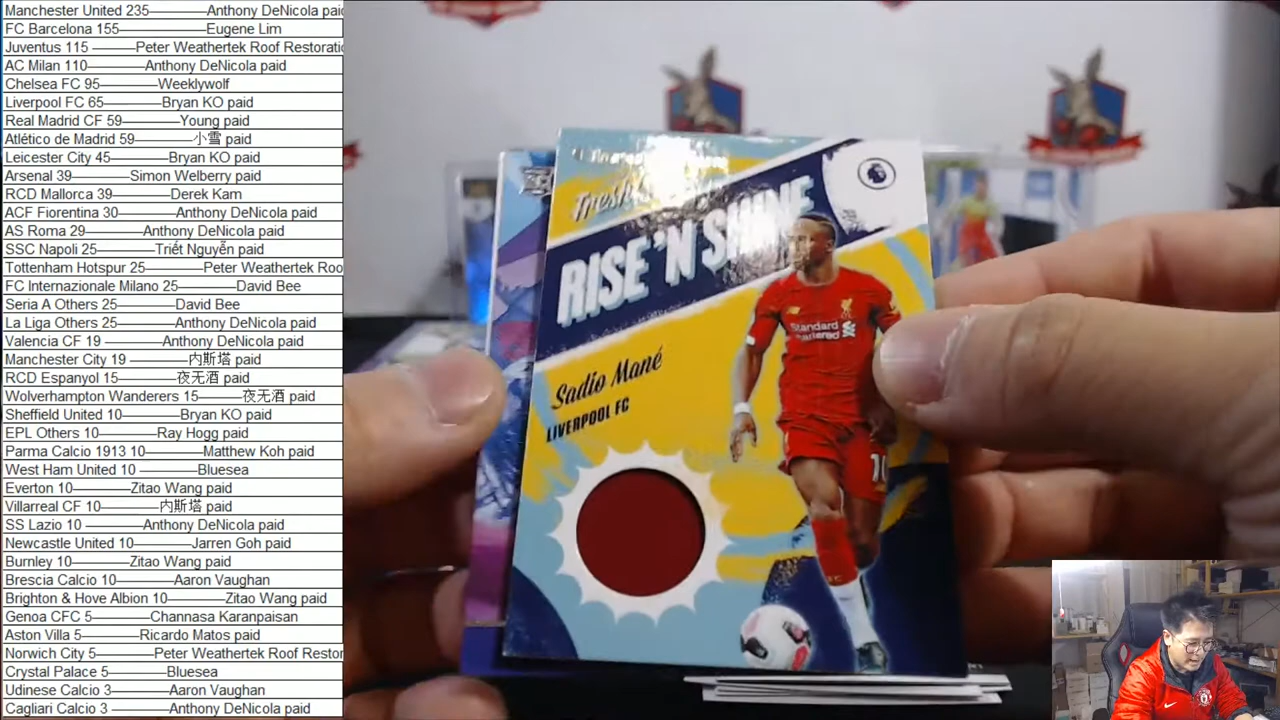 Manchester United 235————Anthony DeNicola paid
FC Barcelona 155————Eugene Lim
Juventus 115 ————Peter Weathertek Roof Restoratio
AC Milan 110————Anthony DeNicola paid
Chelsea FC 95————Weeklywolf
Liverpool FC 65————Bryan KO paid
Real Madrid CF 59————Young paid
Atlético de Madrid 59————小雪 paid
Leicester City 45————Bryan KO paid
Arsenal 39————Simon Welberry paid
RCD Mallorca 39————Derek Kam
ACF Fiorentina 30————Anthony DeNicola paid
AS Roma 29————Anthony DeNicola paid
SSC Napoli 25————Triết Nguyễn paid
Tottenham Hotspur 25————Peter Weathertek Roo
FC Internazionale Milano 25————David Bee
Seria A Others 25————David Bee
La Liga Others 25————Anthony DeNicola paid
Valencia CF 19 ————Anthony DeNicola paid
Manchester City 19 ————内斯塔 paid
RCD Espanyol 15————夜无酒 paid
Wolverhampton Wanderers 15————夜无酒 paid
Sheffield United 10————Bryan KO paid
EPL Others 10————Ray Hogg paid
Parma Calcio 1913 10————Matthew Koh paid
West Ham United 10 ————Bluesea
Everton 10————Zitao Wang paid
Villarreal CF 10————内斯塔 paid
SS Lazio 10 ————Anthony DeNicola paid
Newcastle United 10————Jarren Goh paid
Burnley 10————Zitao Wang paid
Brescia Calcio 10————Aaron Vaughan
Brighton & Hove Albion 10————Zitao Wang paid
Genoa CFC 5————Channasa Karanpaisan
Aston Villa 5————Ricardo Matos paid
Norwich City 5————Peter Weathertek Roof Restor
Crystal Palace 5————Bluesea
Udinese Calcio 3————Aaron Vaughan
Cagliari Calcio 3 ————Anthony DeNicola paid
RISE 'N SHINE
Sadio Mané
LIVERPOOL FC
Standard
Chartered
10